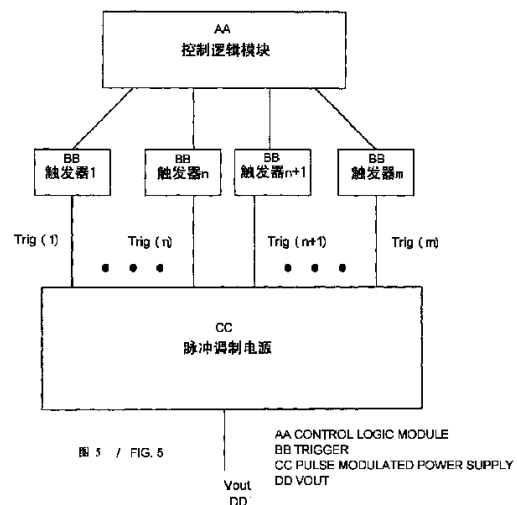 AA
控制逻辑模块
BB
触发器1
BB
触发器n
BB
触发器n+1
BB
触发器m
Trig ( 1)
Trig ( n)
Trig ( n+1)
Trig ( m)
CC
脉冲调制电源
图 5 / FIG. 5
Vout
DD
AA CONTROL LOGIC MODULE
BB TRIGGER
CC PULSE MODULATED POWER SUPPLY
DD VOUT